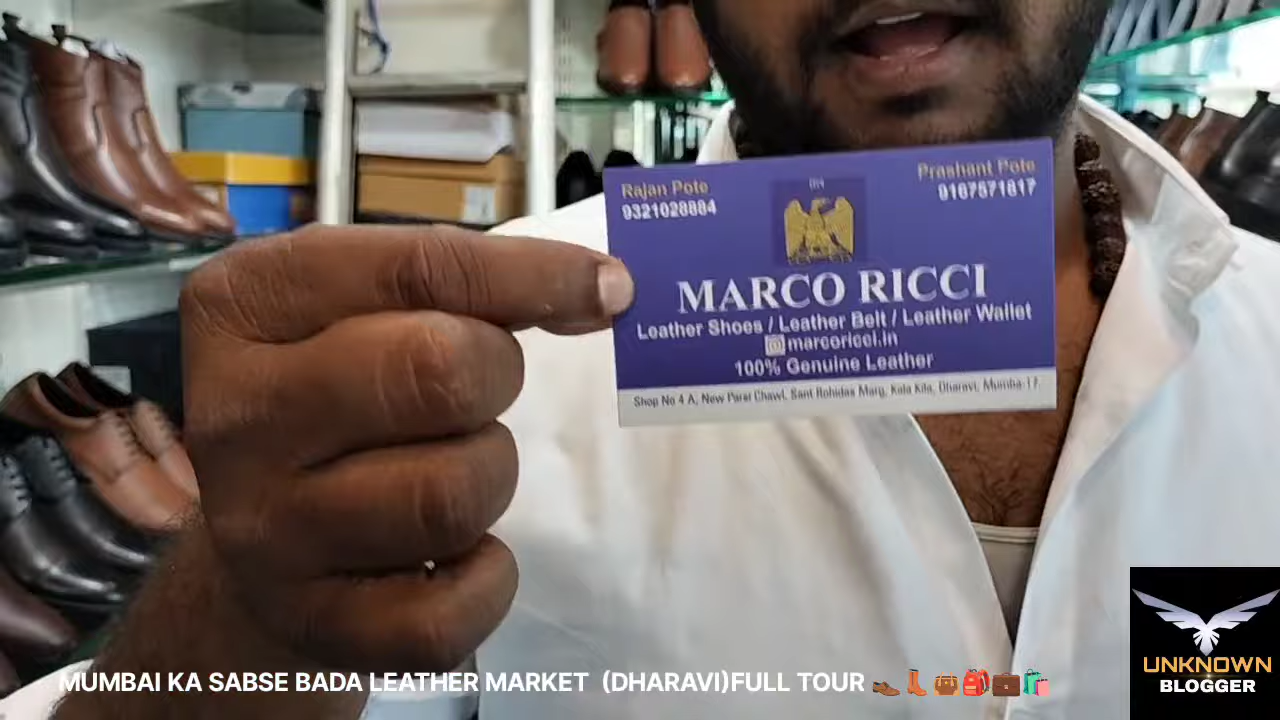 Rajan Pote
9321028884
Prashant Pote
9167571817
MARCO RICCI
Leather Shoes / Leather Belt / Leather Wallet
marcoricci.in
100% Genuine Leather
Shop No 4 A, New Parsi Chawl, Sant Rohidas Marg, Kala Kila, Dharavi, Mumbai-17.
MUMBAI KA SABSE BADA LEATHER MARKET (DHARAVI)FULL TOUR
UNKNOWN
BLOGGER